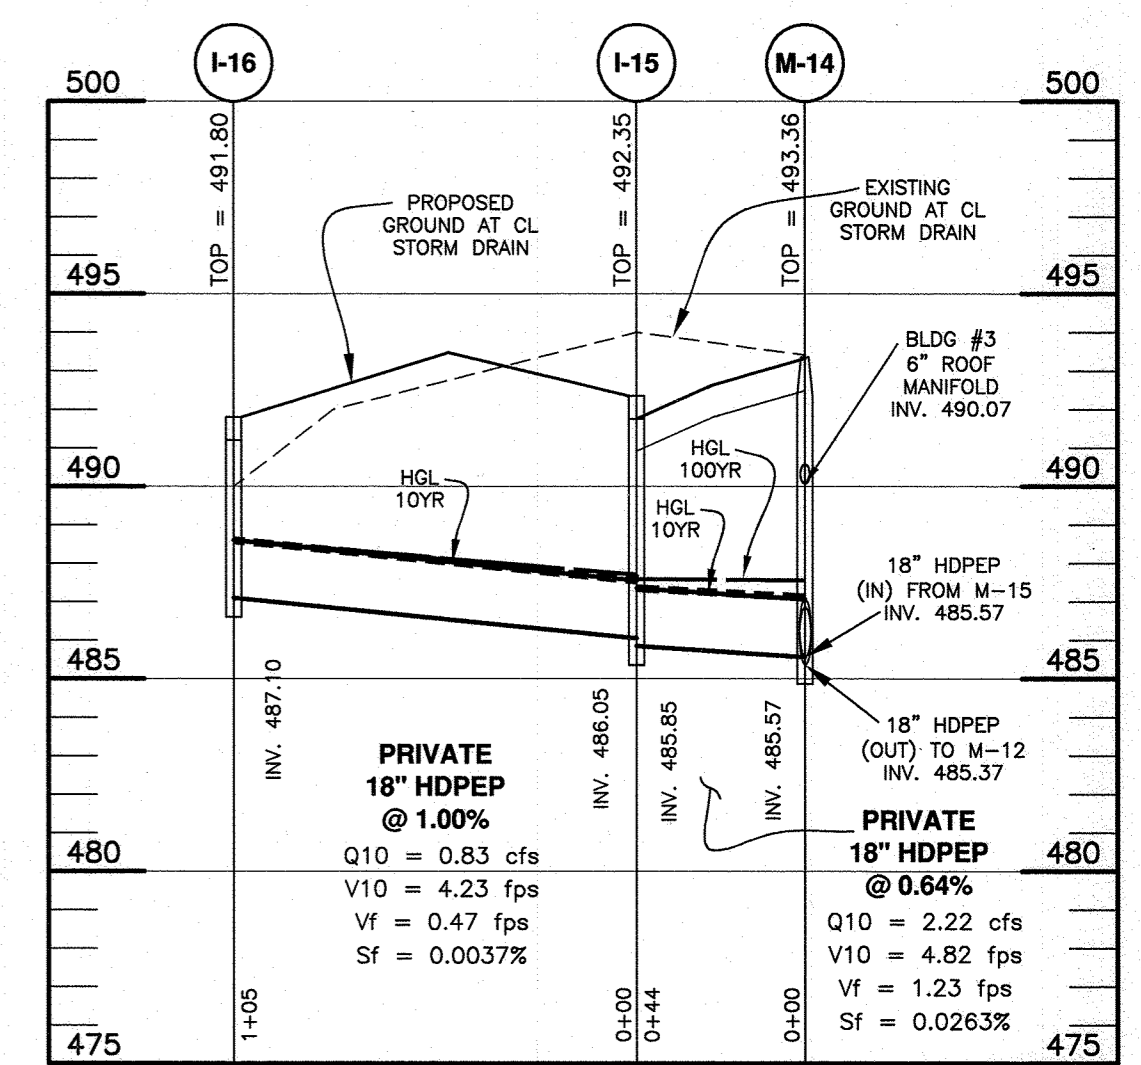 I-16
I-15
M-14
500
500
TOP = 491.80
TOP = 492.35
TOP = 493.36
PROPOSED
GROUND AT CL
STORM DRAIN
EXISTING
GROUND AT CL
STORM DRAIN
495
495
BLDG #3
6" ROOF
MANIFOLD
INV. 490.07
490
490
HGL
10YR
HGL
100YR
HGL
10YR
18" HDPEP
(IN) FROM M-15
INV. 485.57
485
485
INV. 487.10
INV. 486.05
INV. 485.85
INV. 485.57
18" HDPEP
(OUT) TO M-12
INV. 485.37
PRIVATE
18" HDPEP
@ 1.00%
Q10 = 0.83 cfs
V10 = 4.23 fps
Vf = 0.47 fps
Sf = 0.0037%
PRIVATE
18" HDPEP
@ 0.64%
Q10 = 2.22 cfs
V10 = 4.82 fps
Vf = 1.23 fps
Sf = 0.0263%
480
480
1+05
0+00
0+44
0+00
475
475